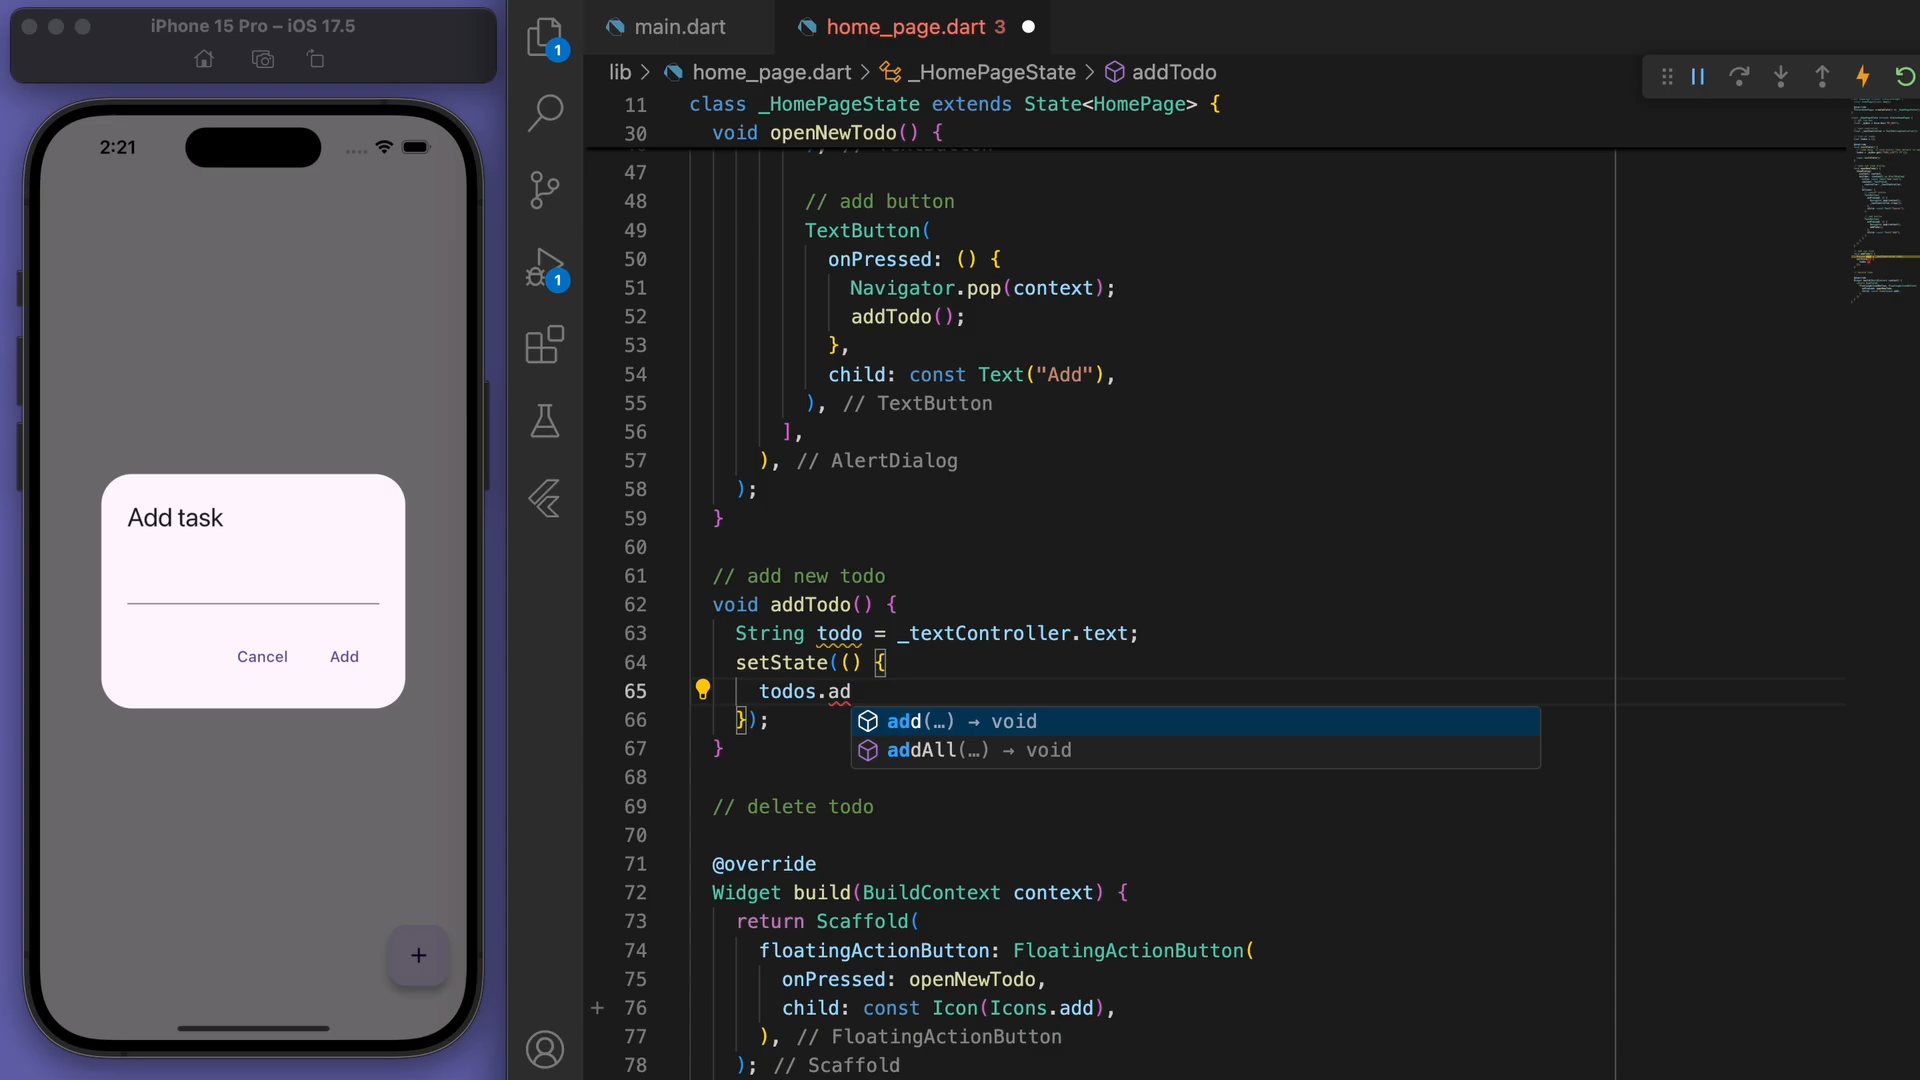 iPhone 15 Pro – iOS 17.5
2:21
Add task
Cancel Add
1
1
main.dart
home_page.dart 3
lib > home_page.dart > _HomePageState > addTodo
11 class _HomePageState extends State<HomePage> {
30 void openNewTodo() {
47
48 // add button
49 TextButton(
50 onPressed: () {
51 Navigator.pop(context);
52 addTodo();
53 },
54 child: const Text("Add"),
55 ), // TextButton
56 ],
57 ), // AlertDialog
58 );
59 }
60
61 // add new todo
62 void addTodo() {
63 String todo = _textController.text;
64 setState(() {
65 todos.ad
66 });
add(…) → void
67 }
addAll(…) → void
68
69 // delete todo
70
71 @override
72 Widget build(BuildContext context) {
73 return Scaffold(
74 floatingActionButton: FloatingActionButton(
75 onPressed: openNewTodo,
76 child: const Icon(Icons.add),
77 ), // FloatingActionButton
78 ); // Scaffold